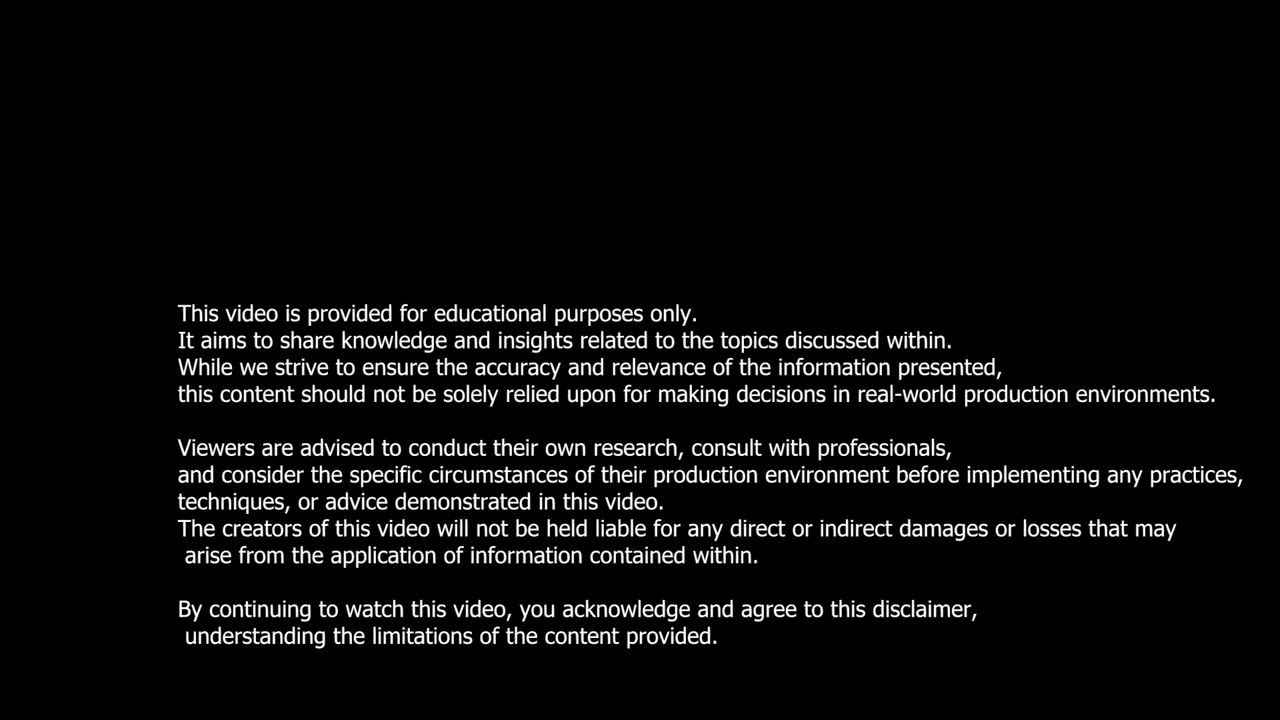 This video is provided for educational purposes only.
It aims to share knowledge and insights related to the topics discussed within.
While we strive to ensure the accuracy and relevance of the information presented,
this content should not be solely relied upon for making decisions in real-world production environments.
Viewers are advised to conduct their own research, consult with professionals,
and consider the specific circumstances of their production environment before implementing any practices,
techniques, or advice demonstrated in this video.
The creators of this video will not be held liable for any direct or indirect damages or losses that may
arise from the application of information contained within.
By continuing to watch this video, you acknowledge and agree to this disclaimer,
understanding the limitations of the content provided.